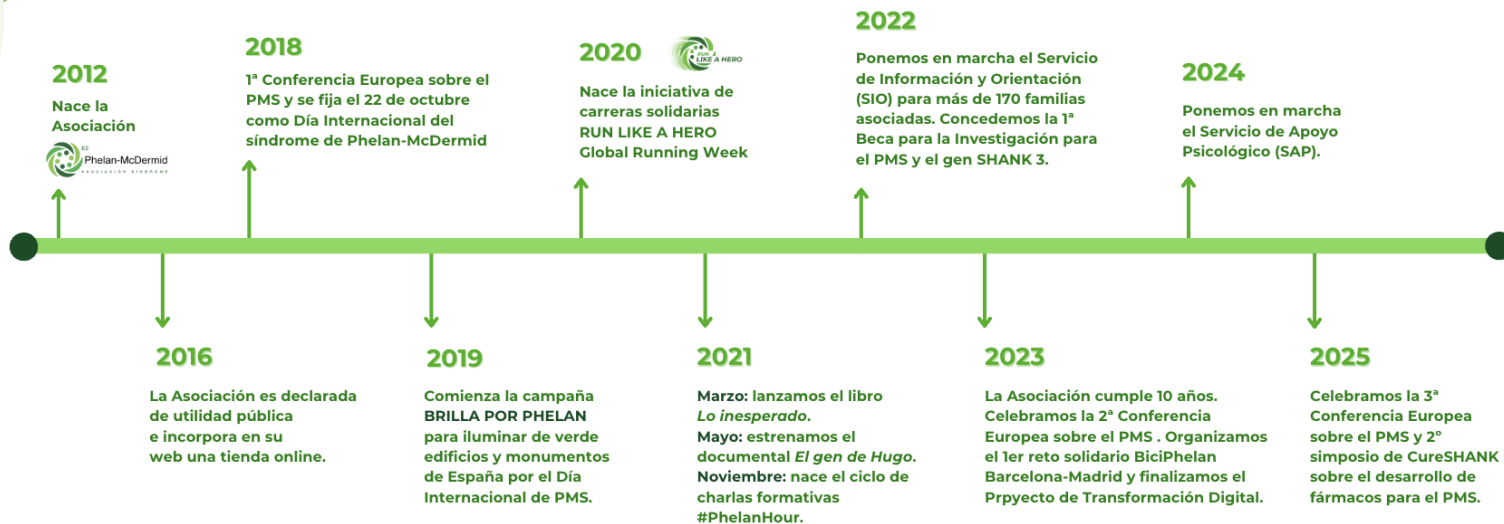 2012
Nace la
Asociación
Phelan-McDermid
ASOCIACIÓN SÍNDROME
2016
La Asociación es declarada
de utilidad pública
e incorpora en su
web una tienda online.
2018
1ª Conferencia Europea sobre el
PMS y se fija el 22 de octubre
como Día Internacional del
síndrome de Phelan-McDermid
2019
Comienza la campaña
BRILLA POR PHELAN
para iluminar de verde
edificios y monumentos
de España por el Día
Internacional de PMS.
2020
RUN
LIKE A HERO
Nace la iniciativa de
carreras solidarias
RUN LIKE A HERO
Global Running Week
2021
Marzo: lanzamos el libro
Lo inesperado.
Mayo: estrenamos el
documental El gen de Hugo.
Noviembre: nace el ciclo de
charlas formativas
#PhelanHour.
2022
Ponemos en marcha el Servicio
de Información y Orientación
(SIO) para más de 170 familias
asociadas. Concedemos la 1ª
Beca para la Investigación para
el PMS y el gen SHANK 3.
2023
La Asociación cumple 10 años.
Celebramos la 2ª Conferencia
Europea sobre el PMS . Organizamos
el 1er reto solidario BiciPhelan
Barcelona-Madrid y finalizamos el
Prpyecto de Transformación Digital.
2024
Ponemos en marcha
el Servicio de Apoyo
Psicológico (SAP).
2025
Celebramos la 3ª
Conferencia Europea
sobre el PMS y 2º
simposio de CureSHANK
sobre el desarrollo de
fármacos para el PMS.